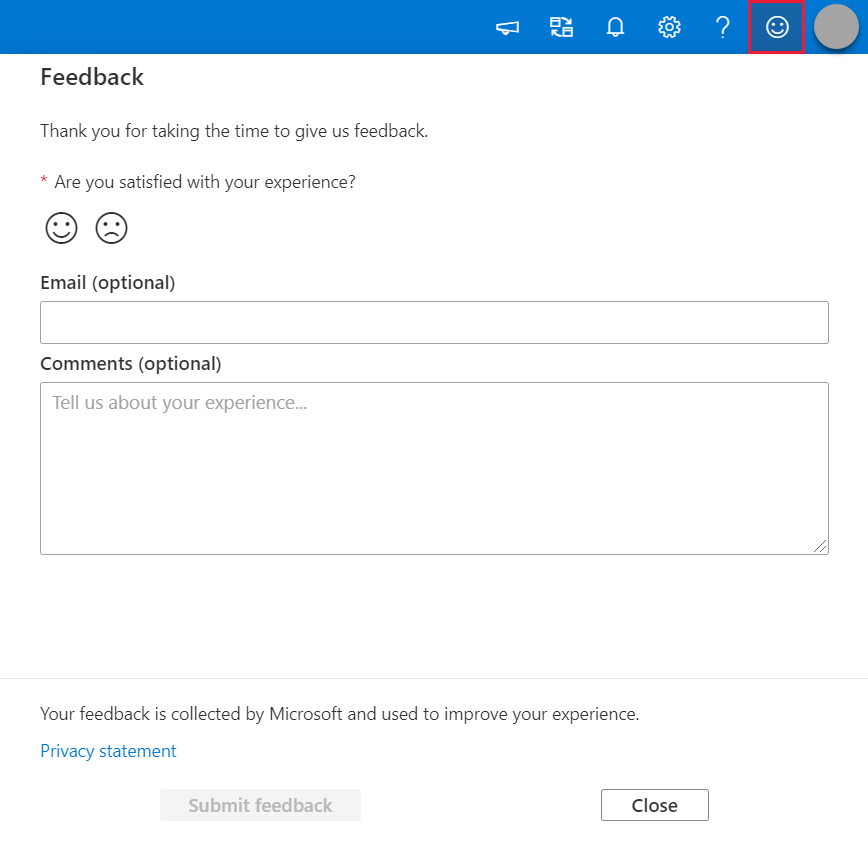 Feedback
Thank you for taking the time to give us feedback.
* Are you satisfied with your experience?
Email (optional)
Comments (optional)
Tell us about your experience...
Your feedback is collected by Microsoft and used to improve your experience.
Privacy statement
Submit feedback
Close